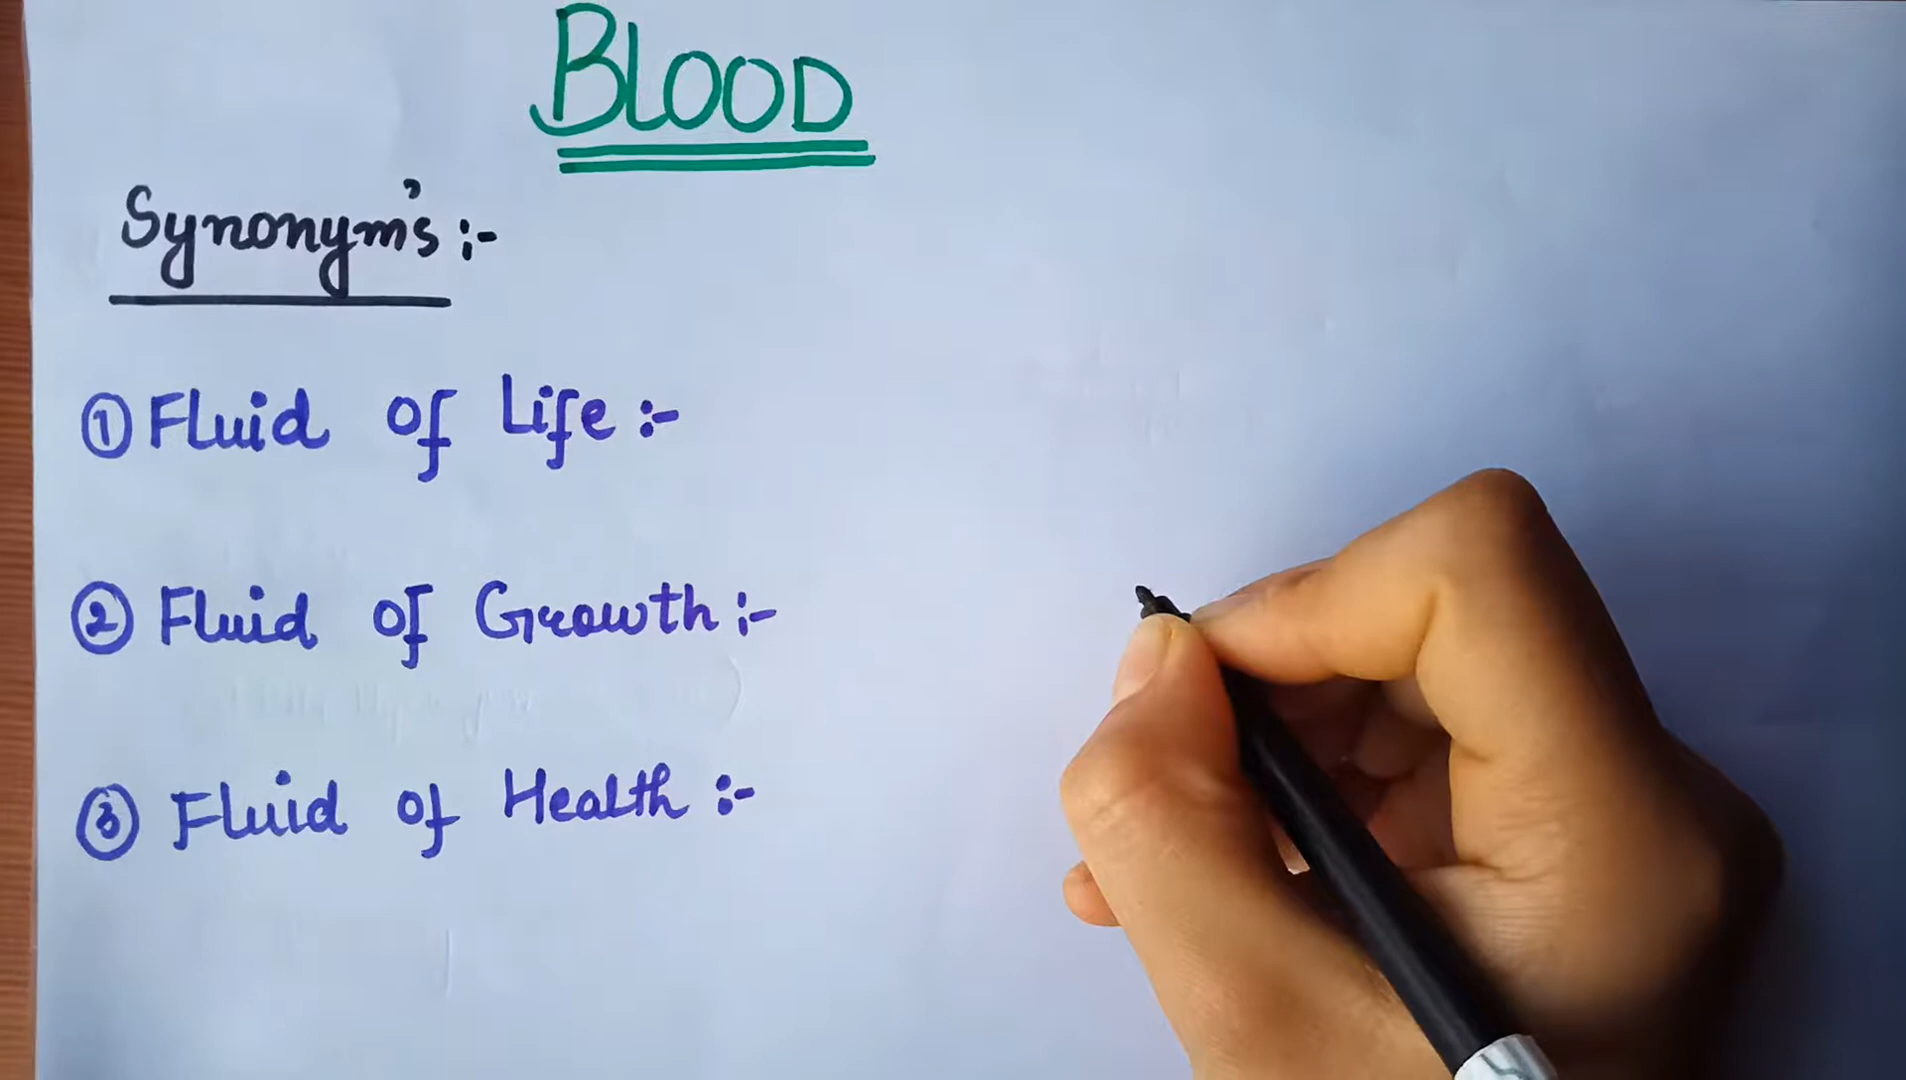 BLOOD
Synonym's :-
① Fluid of Life :-
② Fluid of Growth :-
③ Fluid of Health :-